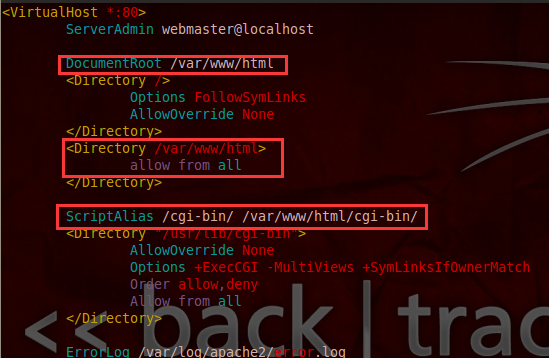 <VirtualHost *:80>
ServerAdmin webmaster@localhost
DocumentRoot /var/www/html
<Directory />
Options FollowSymLinks
AllowOverride None
</Directory>
<Directory /var/www/html>
allow from all
</Directory>
ScriptAlias /cgi-bin/ /var/www/html/cgi-bin/
<Directory "/usr/lib/cgi-bin">
AllowOverride None
Options +ExecCGI -MultiViews +SymLinksIfOwnerMatch
Order allow,deny
Allow from all
</Directory>
ErrorLog /var/log/apache2/error.log
<< back | trac